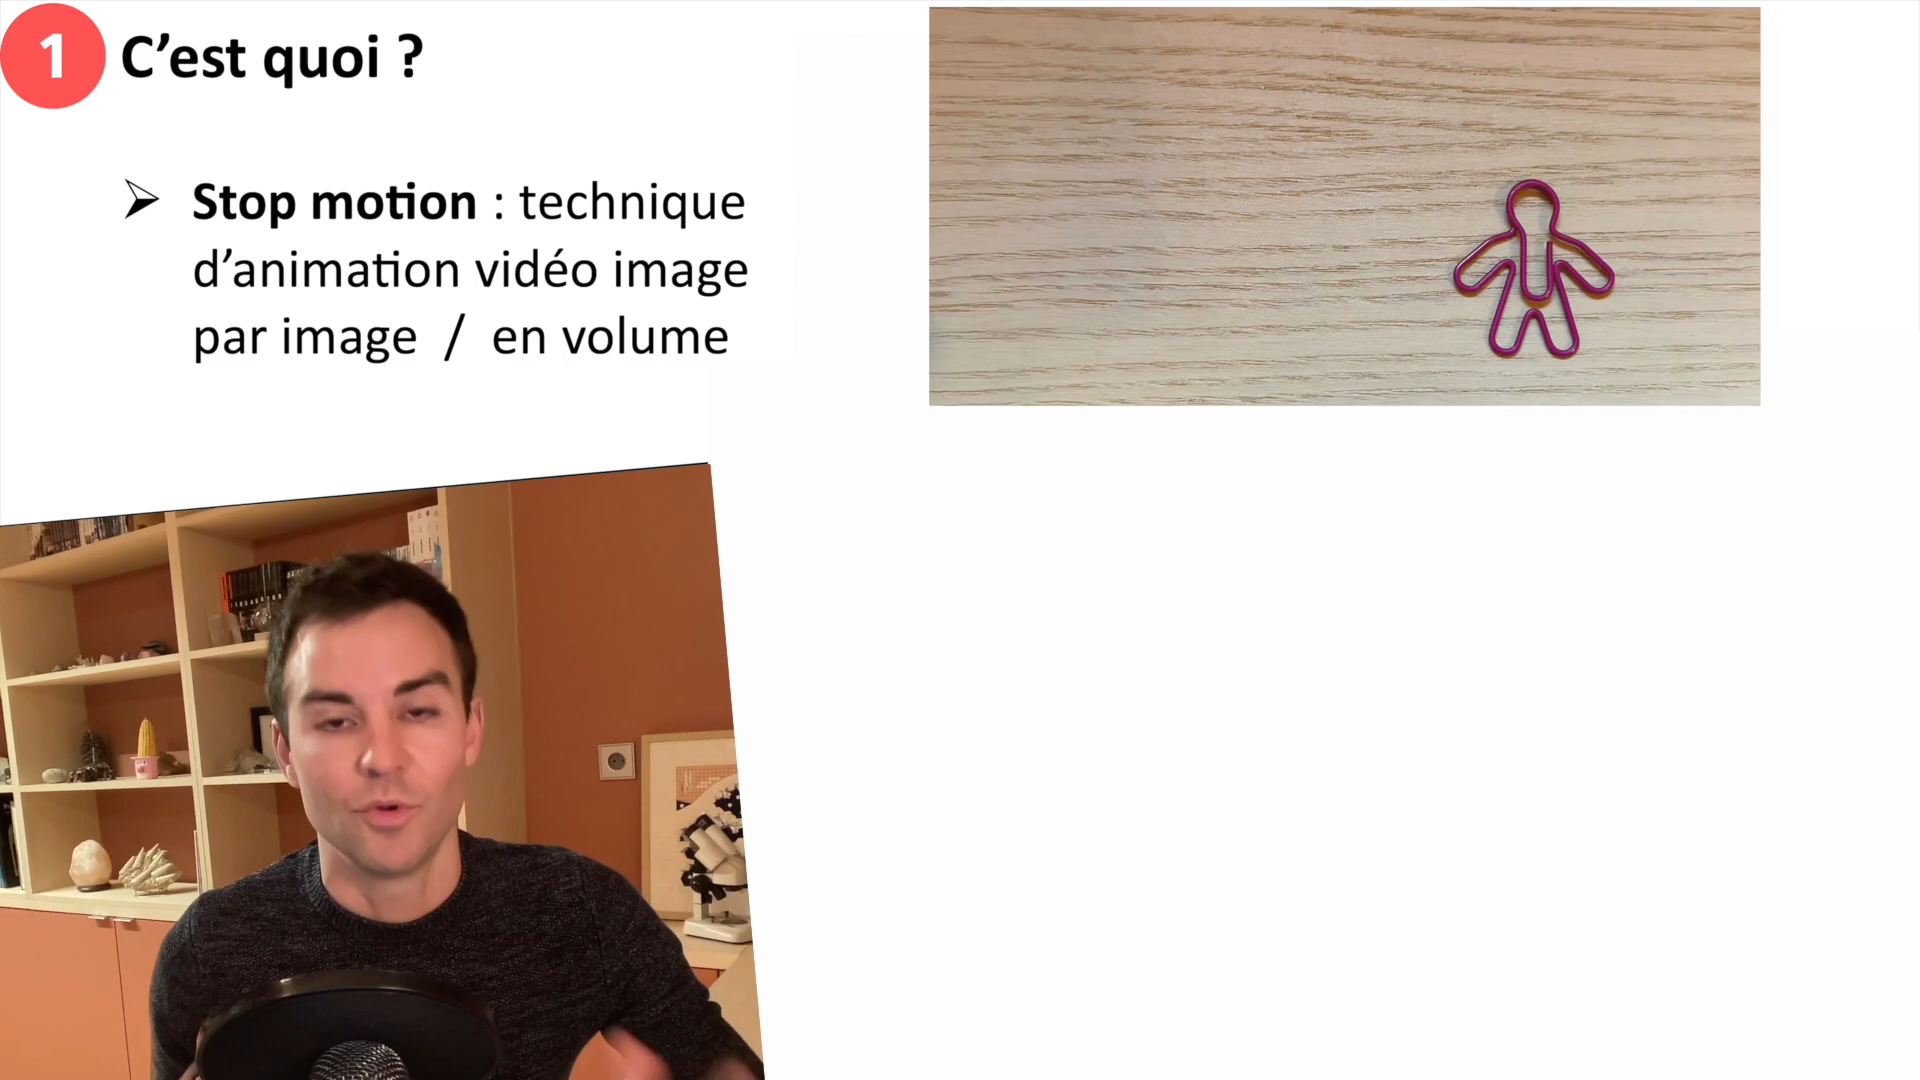 1 C’est quoi ?
Stop motion : technique
d’animation vidéo image
par image / en volume